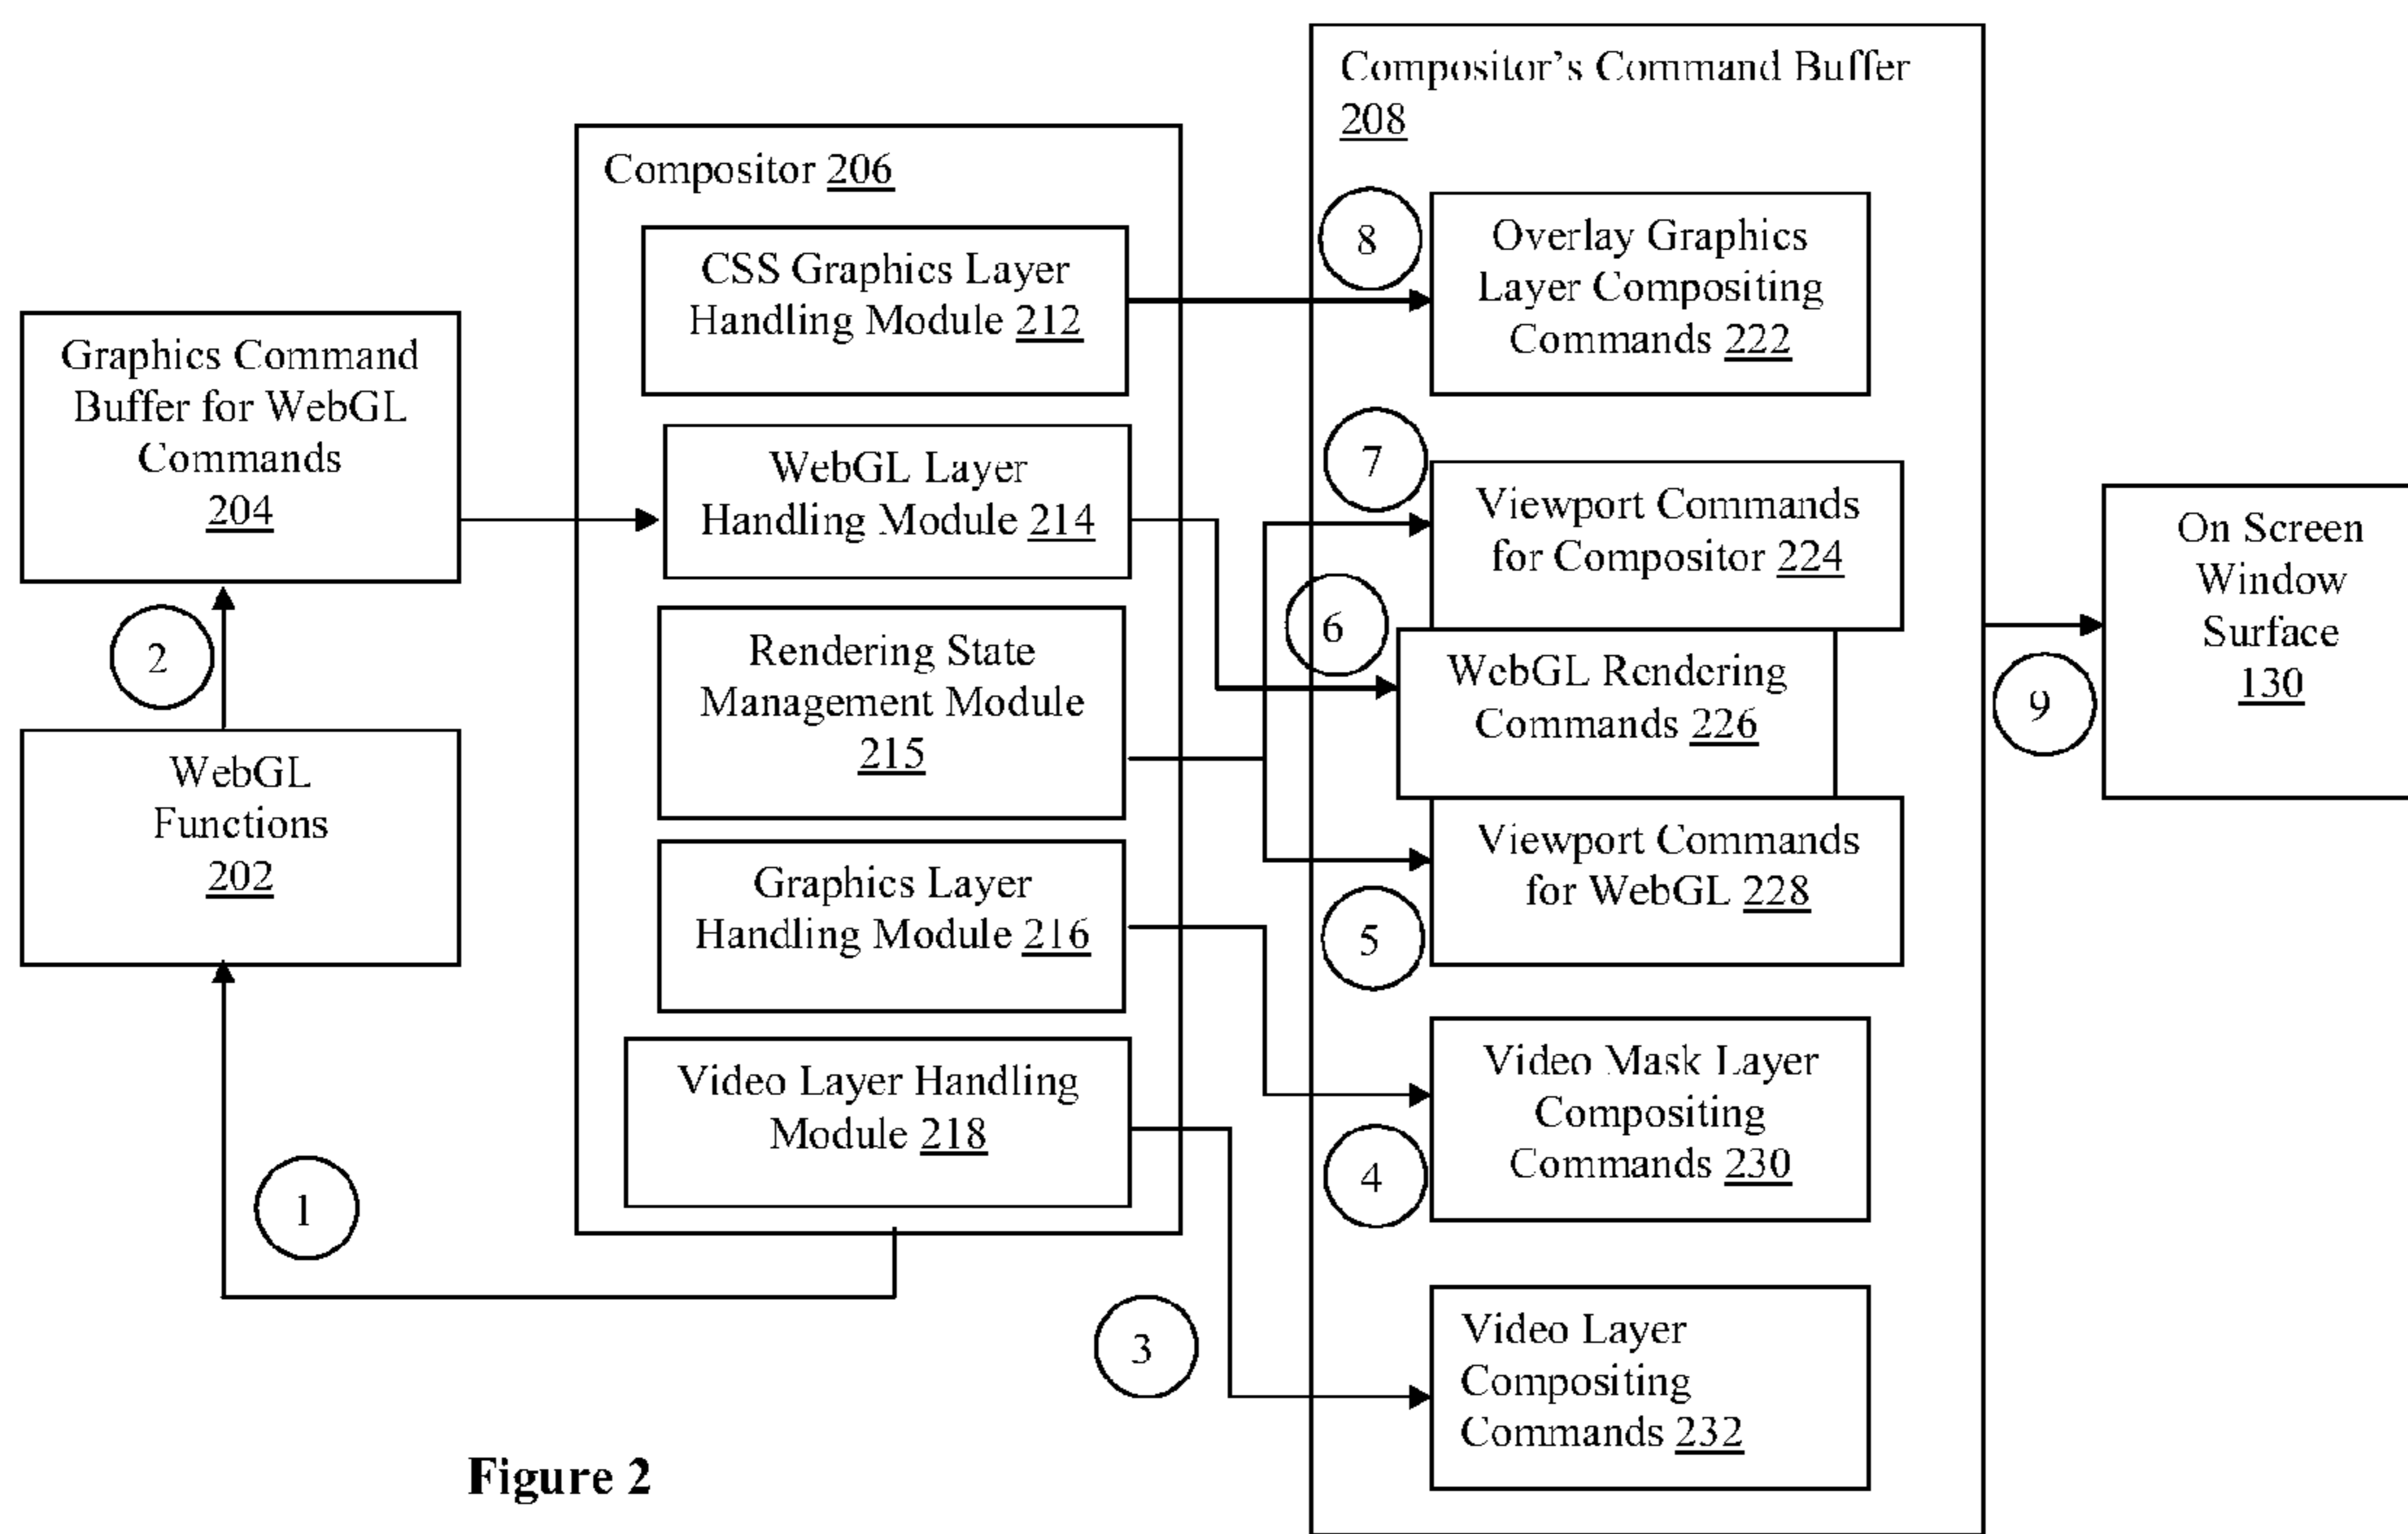 Compositor's Command Buffer
208
Compositor 206
CSS Graphics Layer
Handling Module 212
8
Overlay Graphics
Layer Compositing
Commands 222
Graphics Command
Buffer for WebGL
Commands
204
WebGL Layer
Handling Module 214
7
Viewport Commands
for Compositor 224
On Screen
Window
Surface
130
2
Rendering State
Management Module
215
6
WebGL Rendering
Commands 226
9
WebGL
Functions
202
Graphics Layer
Handling Module 216
Viewport Commands
for WebGL 228
5
Video Layer Handling
Module 218
Video Mask Layer
Compositing
Commands 230
4
1
3
Video Layer
Compositing
Commands 232
Figure 2